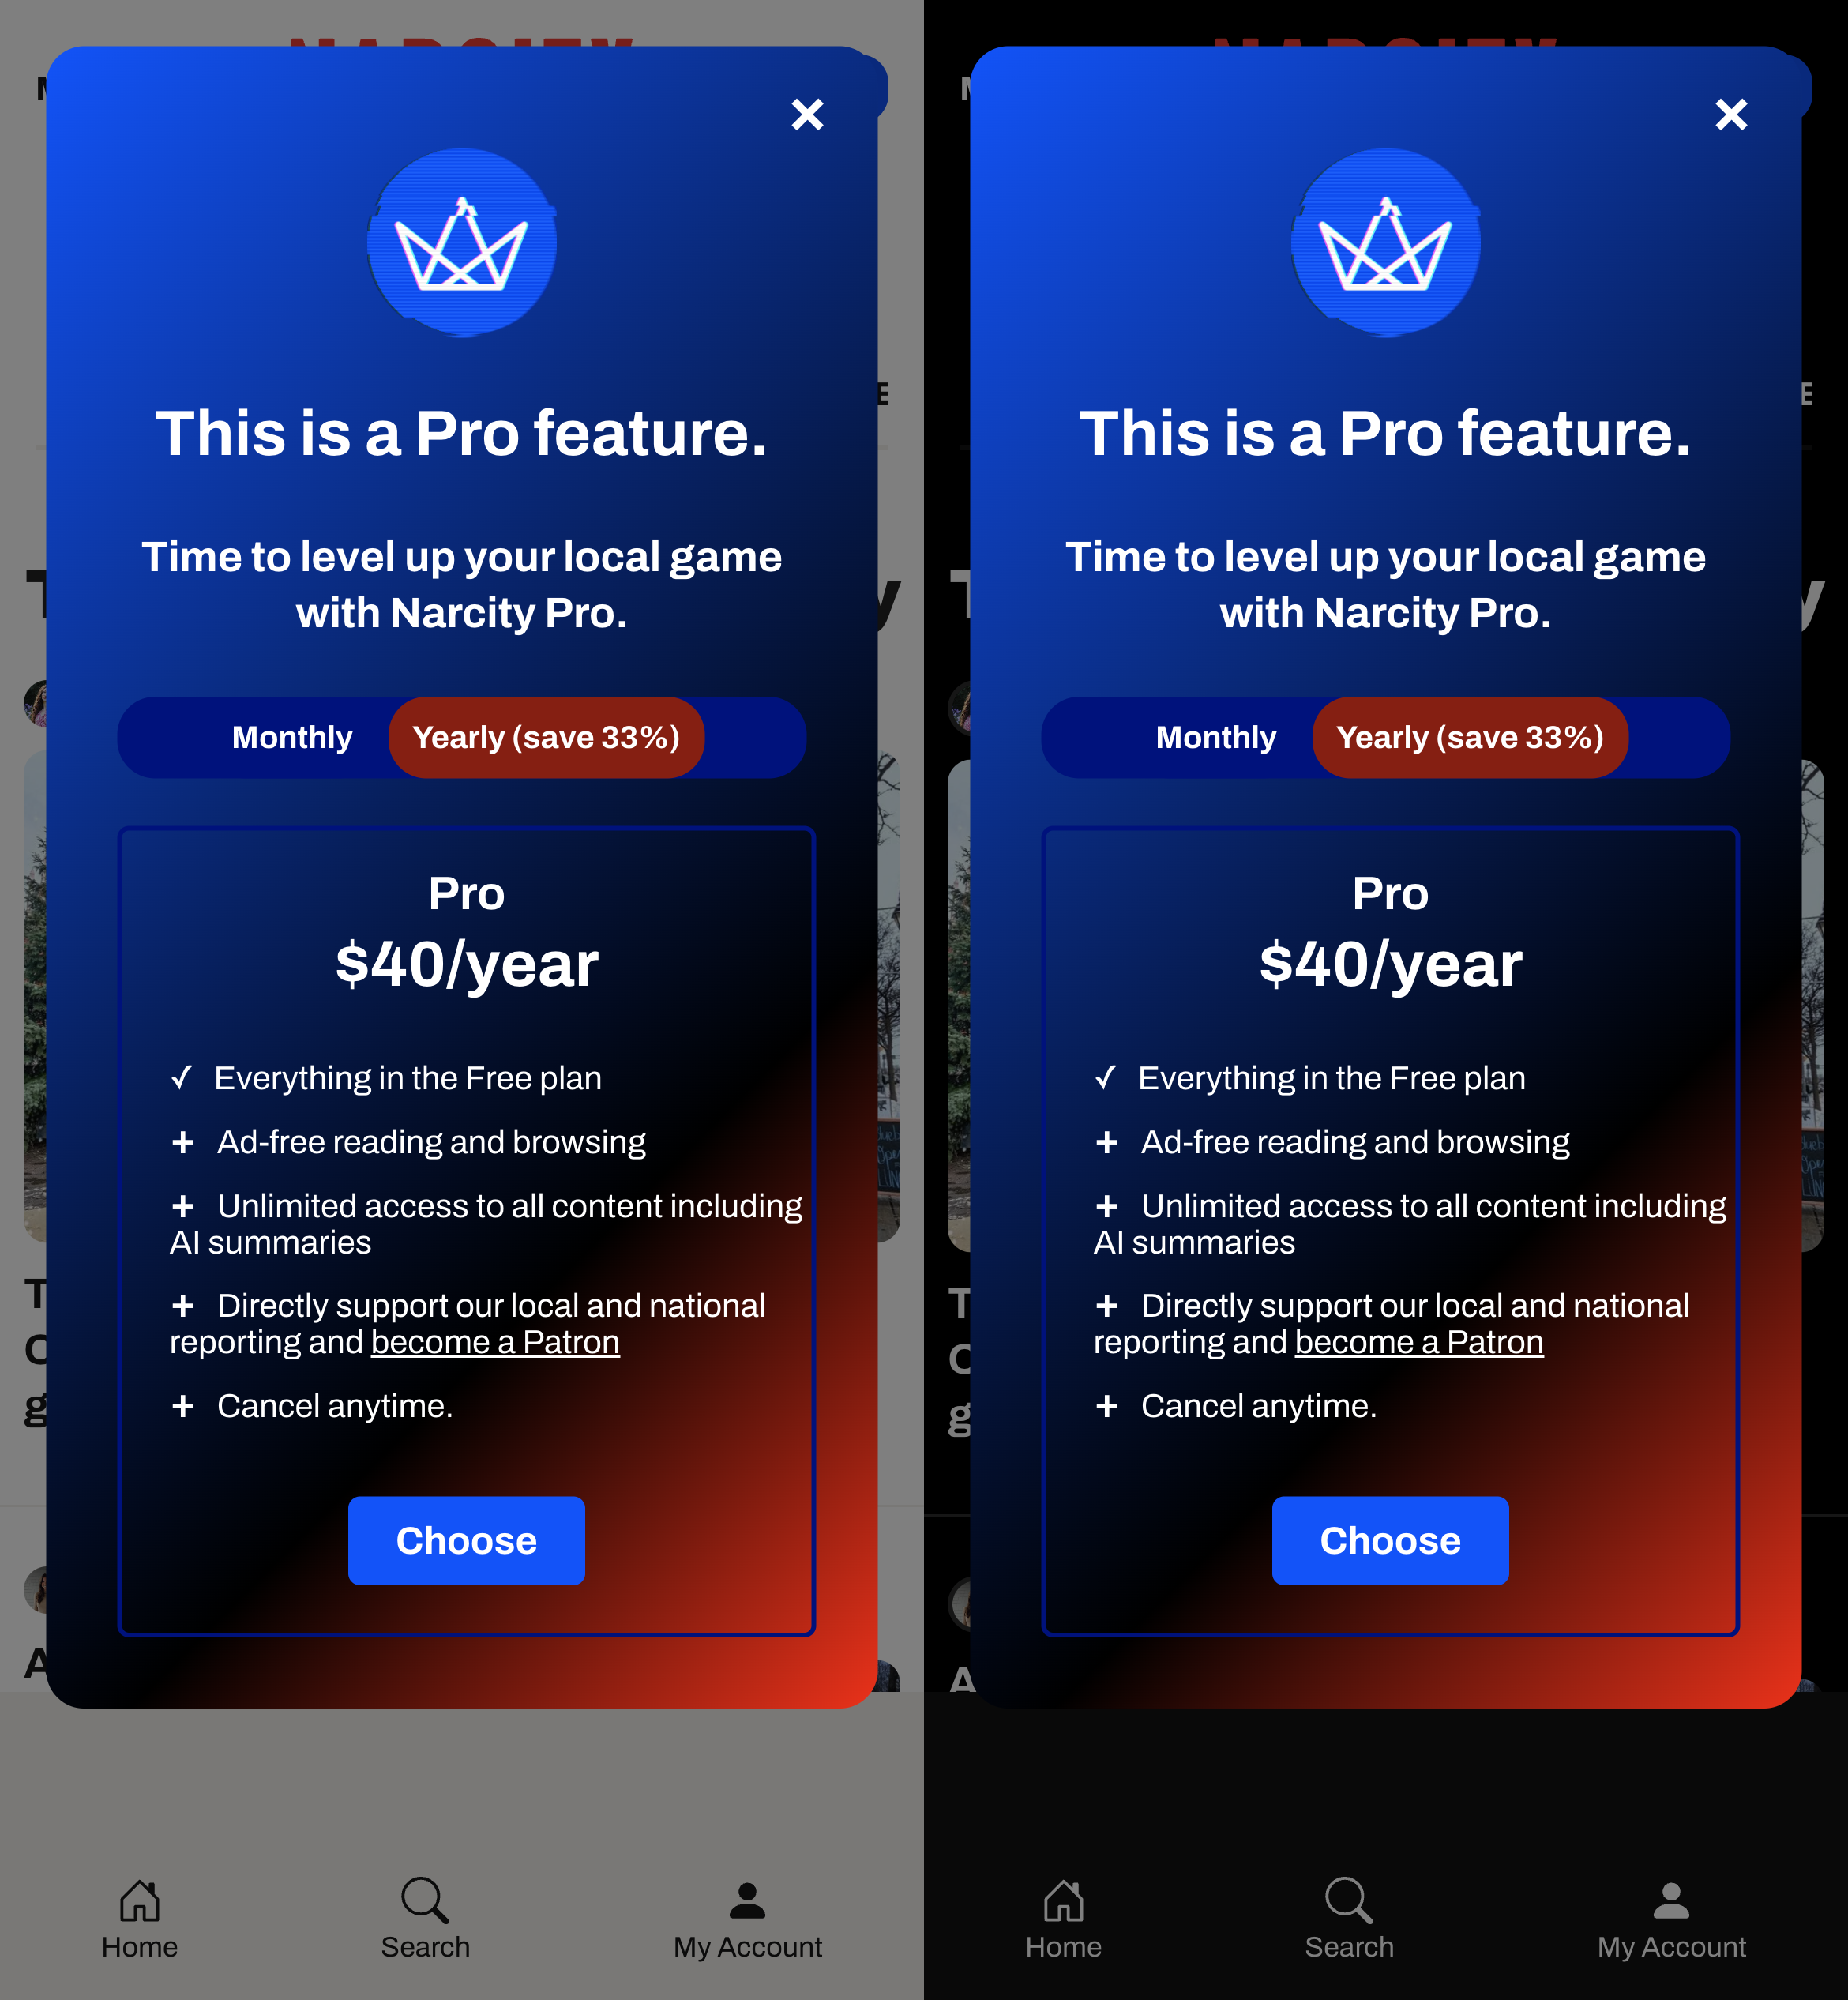 NARCITY
This is a Pro feature.
Time to level up your local game
with Narcity Pro.
Monthly
Yearly (save 33%)
Pro
$40/year
✓ Everything in the Free plan
+ Ad-free reading and browsing
+ Unlimited access to all content including
AI summaries
+ Directly support our local and national
reporting and become a Patron
+ Cancel anytime.
Choose
Home
Search
My Account
NARCITY
This is a Pro feature.
Time to level up your local game
with Narcity Pro.
Monthly
Yearly (save 33%)
Pro
$40/year
✓ Everything in the Free plan
+ Ad-free reading and browsing
+ Unlimited access to all content including
AI summaries
+ Directly support our local and national
reporting and become a Patron
+ Cancel anytime.
Choose
Home
Search
My Account